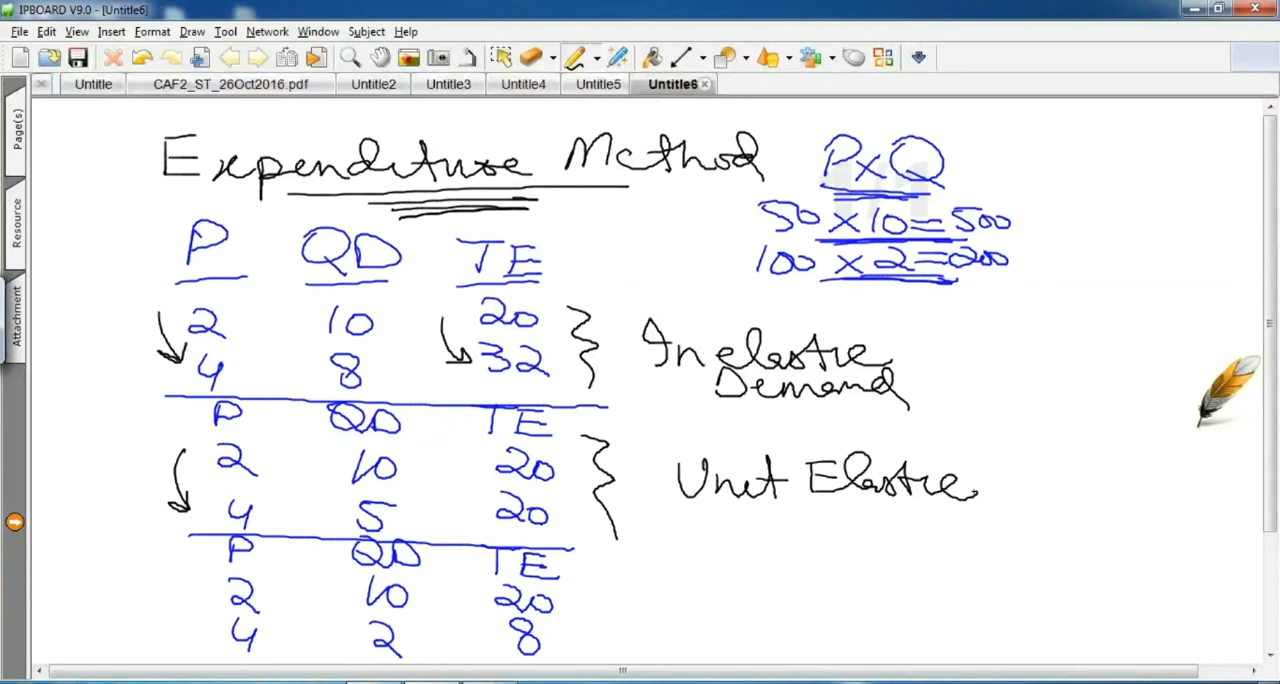 IPBOARD V9.0 - [Untitle6]
File Edit View Insert Format Draw Tool Network Window Subject Help
Untitle CAF2_ST_26Oct2016.pdf Untitle2 Untitle3 Untitle4 Untitle5 Untitle6
Page(s)
Resource
Attachment
Expenditure Method
PxQ
50 x 10=500
100 x 2=200
P QD TE
2 10 20
4 8 32
Inelastic
Demand
P QD TE
2 10 20
4 5 20
Unit Elastic
P QD TE
2 10 20
4 2 8